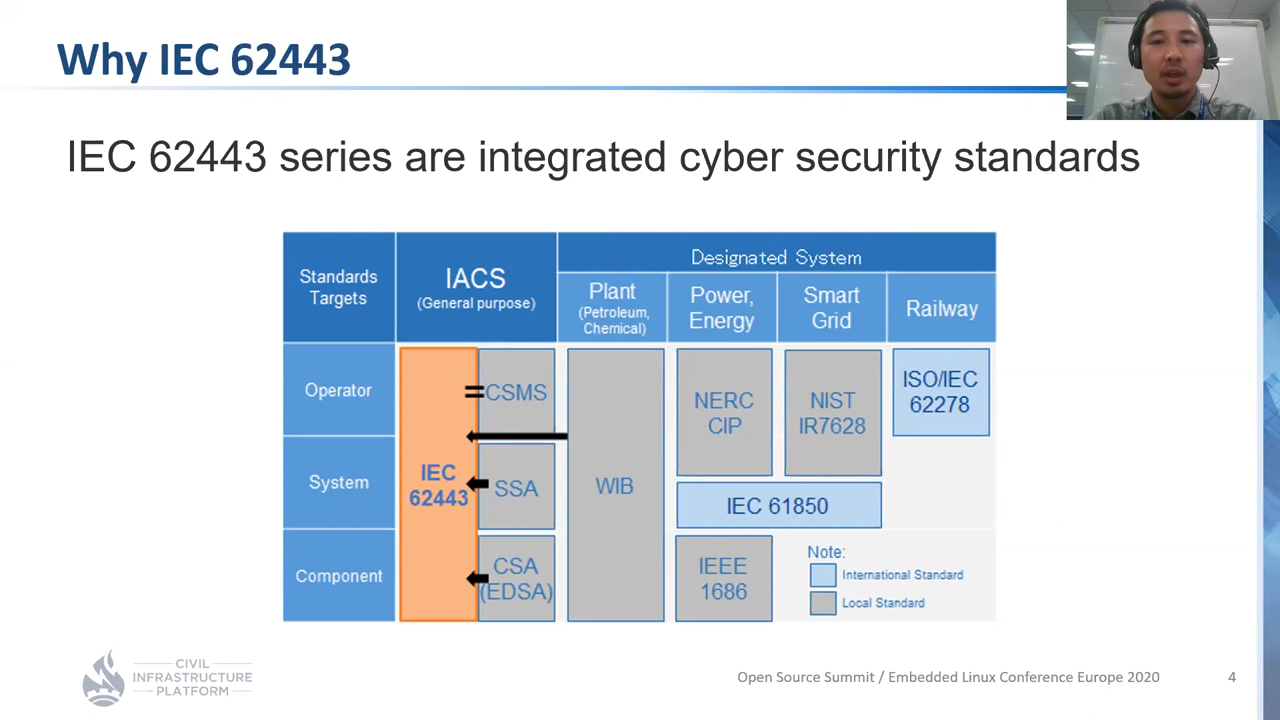 Why IEC 62443
IEC 62443 series are integrated cyber security standards
Standards
Targets
IACS
(General purpose)
Designated System
Plant
(Petroleum,
Chemical)
Power,
Energy
Smart
Grid
Railway
Operator
System
Component
IEC
62443
=
CSMS
SSA
CSA
(EDSA)
WIB
NERC
CIP
NIST
IR7628
ISO/IEC
62278
IEC 61850
IEEE
1686
Note:
International Standard
Local Standard
CIVIL
INFRASTRUCTURE
PLATFORM
Open Source Summit / Embedded Linux Conference Europe 2020
4